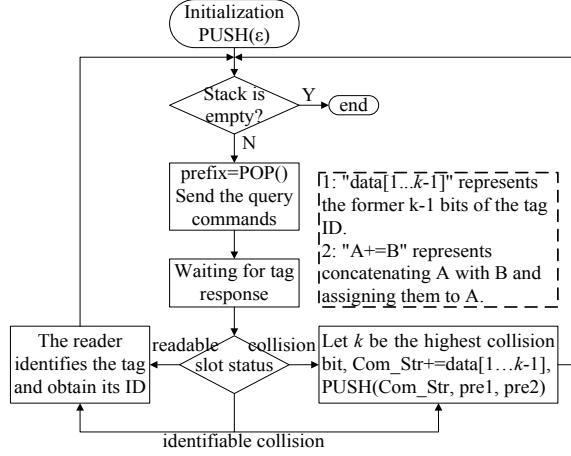 Initialization
PUSH(ε)
Stack is
empty?
Y
end
N
prefix=POP()
Send the query
commands
1: "data[1...k-1]" represents
the former k-1 bits of the tag
ID.
2: "A+=B" represents
concatenating A with B and
assigning them to A.
Waiting for tag
response
The reader
identifies the tag
and obtain its ID
readable
collision
slot status
Let k be the highest collision
bit, Com_Str+=data[1…k-1],
PUSH(Com_Str, pre1, pre2)
identifiable collision